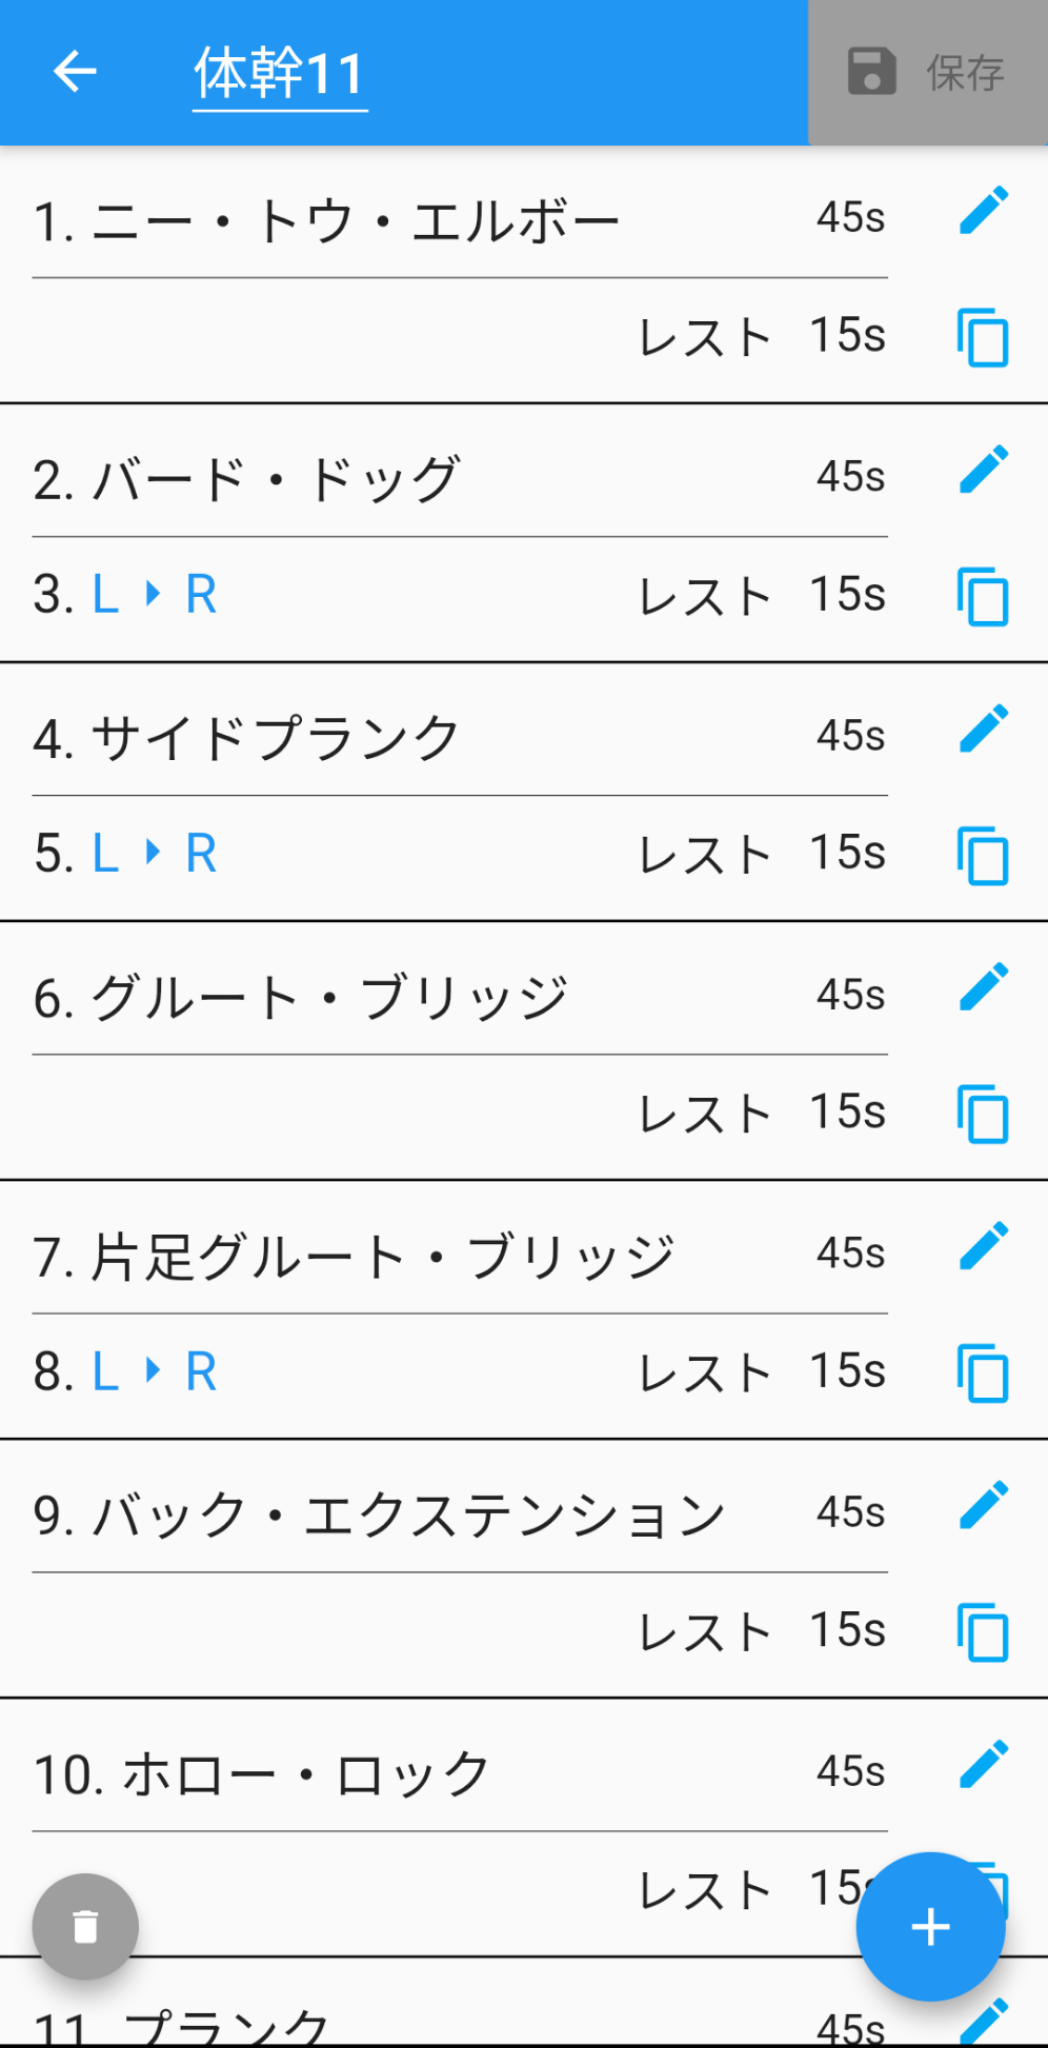 体幹11
保存
1. ニー・トウ・エルボー 45s
レスト 15s
2. バード・ドッグ 45s
3. L R レスト 15s
4. サイドプランク 45s
5. L R レスト 15s
6. グルート・ブリッジ 45s
レスト 15s
7. 片足グルート・ブリッジ 45s
8. L R レスト 15s
9. バック・エクステンション 45s
レスト 15s
10. ホロー・ロック 45s
レスト 15s
11. プランク 45s